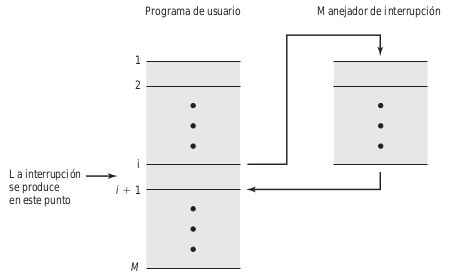 Programa de usuario
Manejador de interrupción
1
2
i
La interrupción
se produce
en este punto
i + 1
M